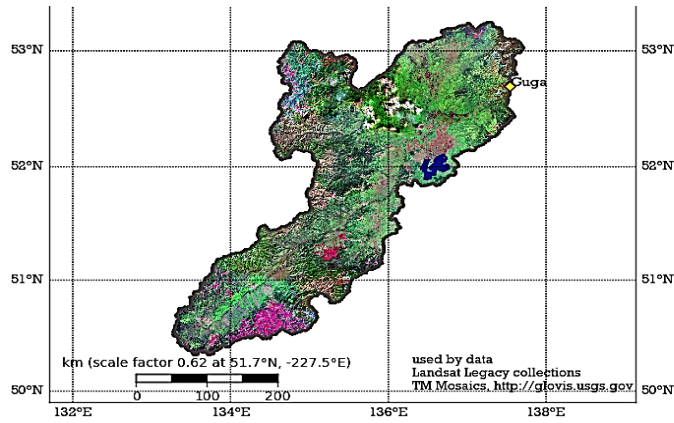 53°N 53°N
Guga
52°N 52°N
51°N 51°N
km (scale factor 0.62 at 51.7°N, -227.5°E)
0 100 200
used by data
Landsat Legacy collections
TM Mosaics, http://glovis.usgs.gov
50°N 50°N
132°E 134°E 136°E 138°E